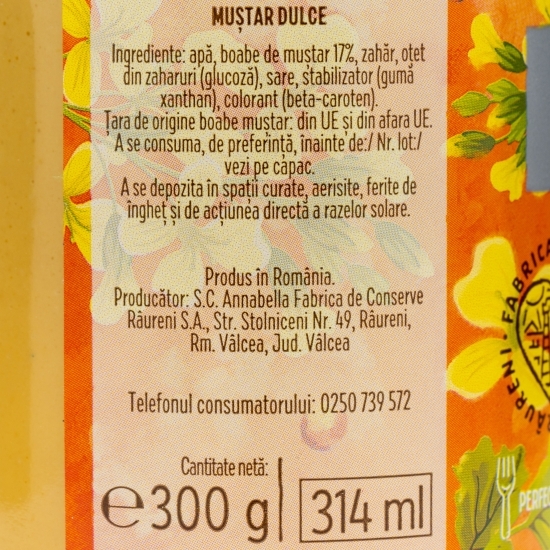 MUȘTAR DULCE
Ingrediente: apă, boabe de muștar 17%, zahăr, oțet
din zaharuri (glucoză), sare, stabilizator (gumă
xanthan), colorant (beta-caroten).
Țara de origine boabe muștar: din UE și din afara UE.
A se consuma, de preferință, înainte de:/ Nr. lot:/
vezi pe capac.
A se depozita în spații curate, aerisite, ferite de
îngheț și de acțiunea directă a razelor solare.
Produs în România.
Producător: S.C. Annabella Fabrica de Conserve
Râureni S.A., Str. Stolniceni Nr. 49, Râureni,
Rm. Vâlcea, Jud. Vâlcea
Telefonul consumatorului: 0250 739 572
Cantitate netă:
℮300 g
314 ml
RÂURENI · FABRICA